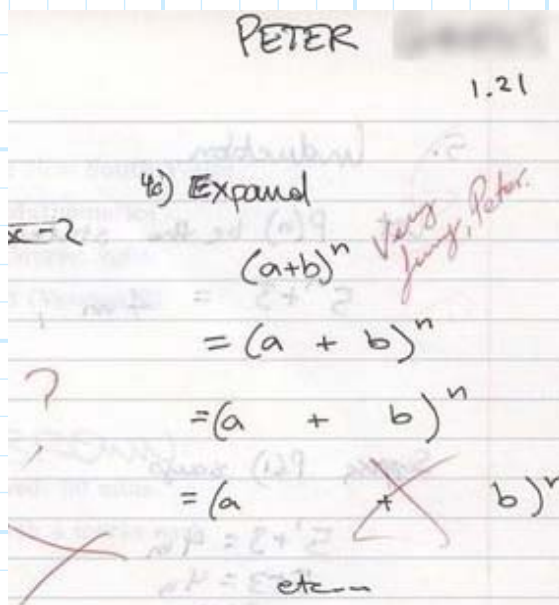 PETER
1.21
4c) Expand
x-2
Very
funny, Peter.
(a+b)ⁿ
= (a + b)ⁿ
?
=(a + b)ⁿ
= (a + b)ⁿ
etc...